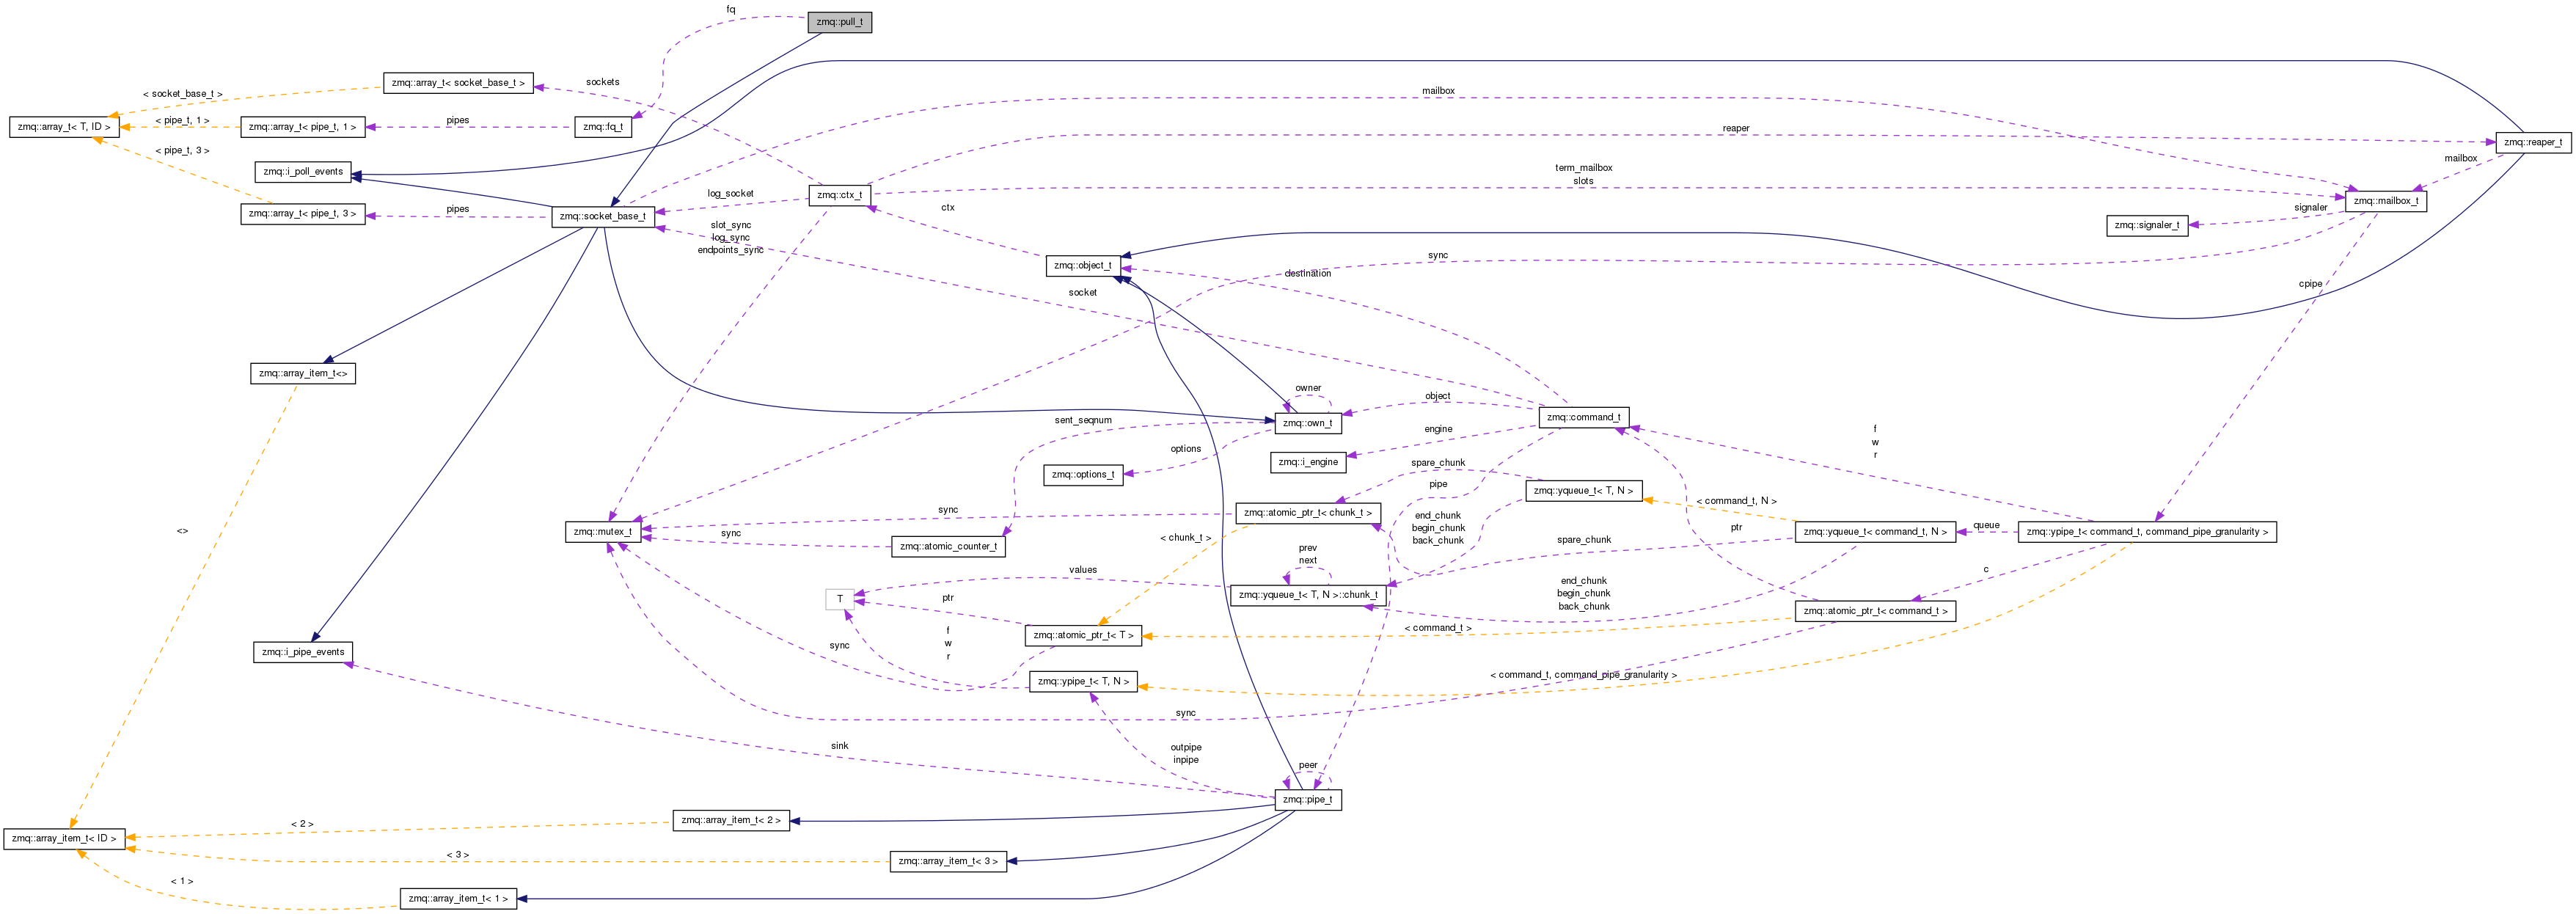 fq
zmq::pull_t
sockets
zmq::array_t< socket_base_t >
< socket_base_t >
mailbox
zmq::array_t< T, ID >
< pipe_t, 1 >
zmq::array_t< pipe_t, 1 >
pipes
zmq::fq_t
reaper
zmq::reaper_t
< pipe_t, 3 >
mailbox
zmq::i_poll_events
term_mailbox
slots
log_socket
zmq::ctx_t
zmq::mailbox_t
zmq::array_t< pipe_t, 3 >
pipes
zmq::socket_base_t
ctx
signaler
zmq::signaler_t
slot_sync
log_sync
endpoints_sync
sync
zmq::object_t
destination
cpipe
socket
zmq::array_item_t<>
owner
object
zmq::command_t
sent_seqnum
zmq::own_t
engine
f
w
r
options
zmq::i_engine
spare_chunk
zmq::options_t
pipe
zmq::yqueue_t< T, N >
< command_t, N >
sync
zmq::atomic_ptr_t< chunk_t >
end_chunk
begin_chunk
back_chunk
ptr
queue
<>
zmq::mutex_t
sync
zmq::atomic_counter_t
< chunk_t >
spare_chunk
zmq::yqueue_t< command_t, N >
zmq::ypipe_t< command_t, command_pipe_granularity >
prev
next
values
c
end_chunk
begin_chunk
back_chunk
T
ptr
zmq::yqueue_t< T, N >::chunk_t
zmq::atomic_ptr_t< command_t >
f
w
r
zmq::atomic_ptr_t< T >
< command_t >
zmq::i_pipe_events
sync
zmq::ypipe_t< T, N >
< command_t, command_pipe_granularity >
sync
sink
outpipe
inpipe
peer
zmq::pipe_t
< 2 >
zmq::array_item_t< 2 >
zmq::array_item_t< ID >
< 3 >
zmq::array_item_t< 3 >
< 1 >
zmq::array_item_t< 1 >